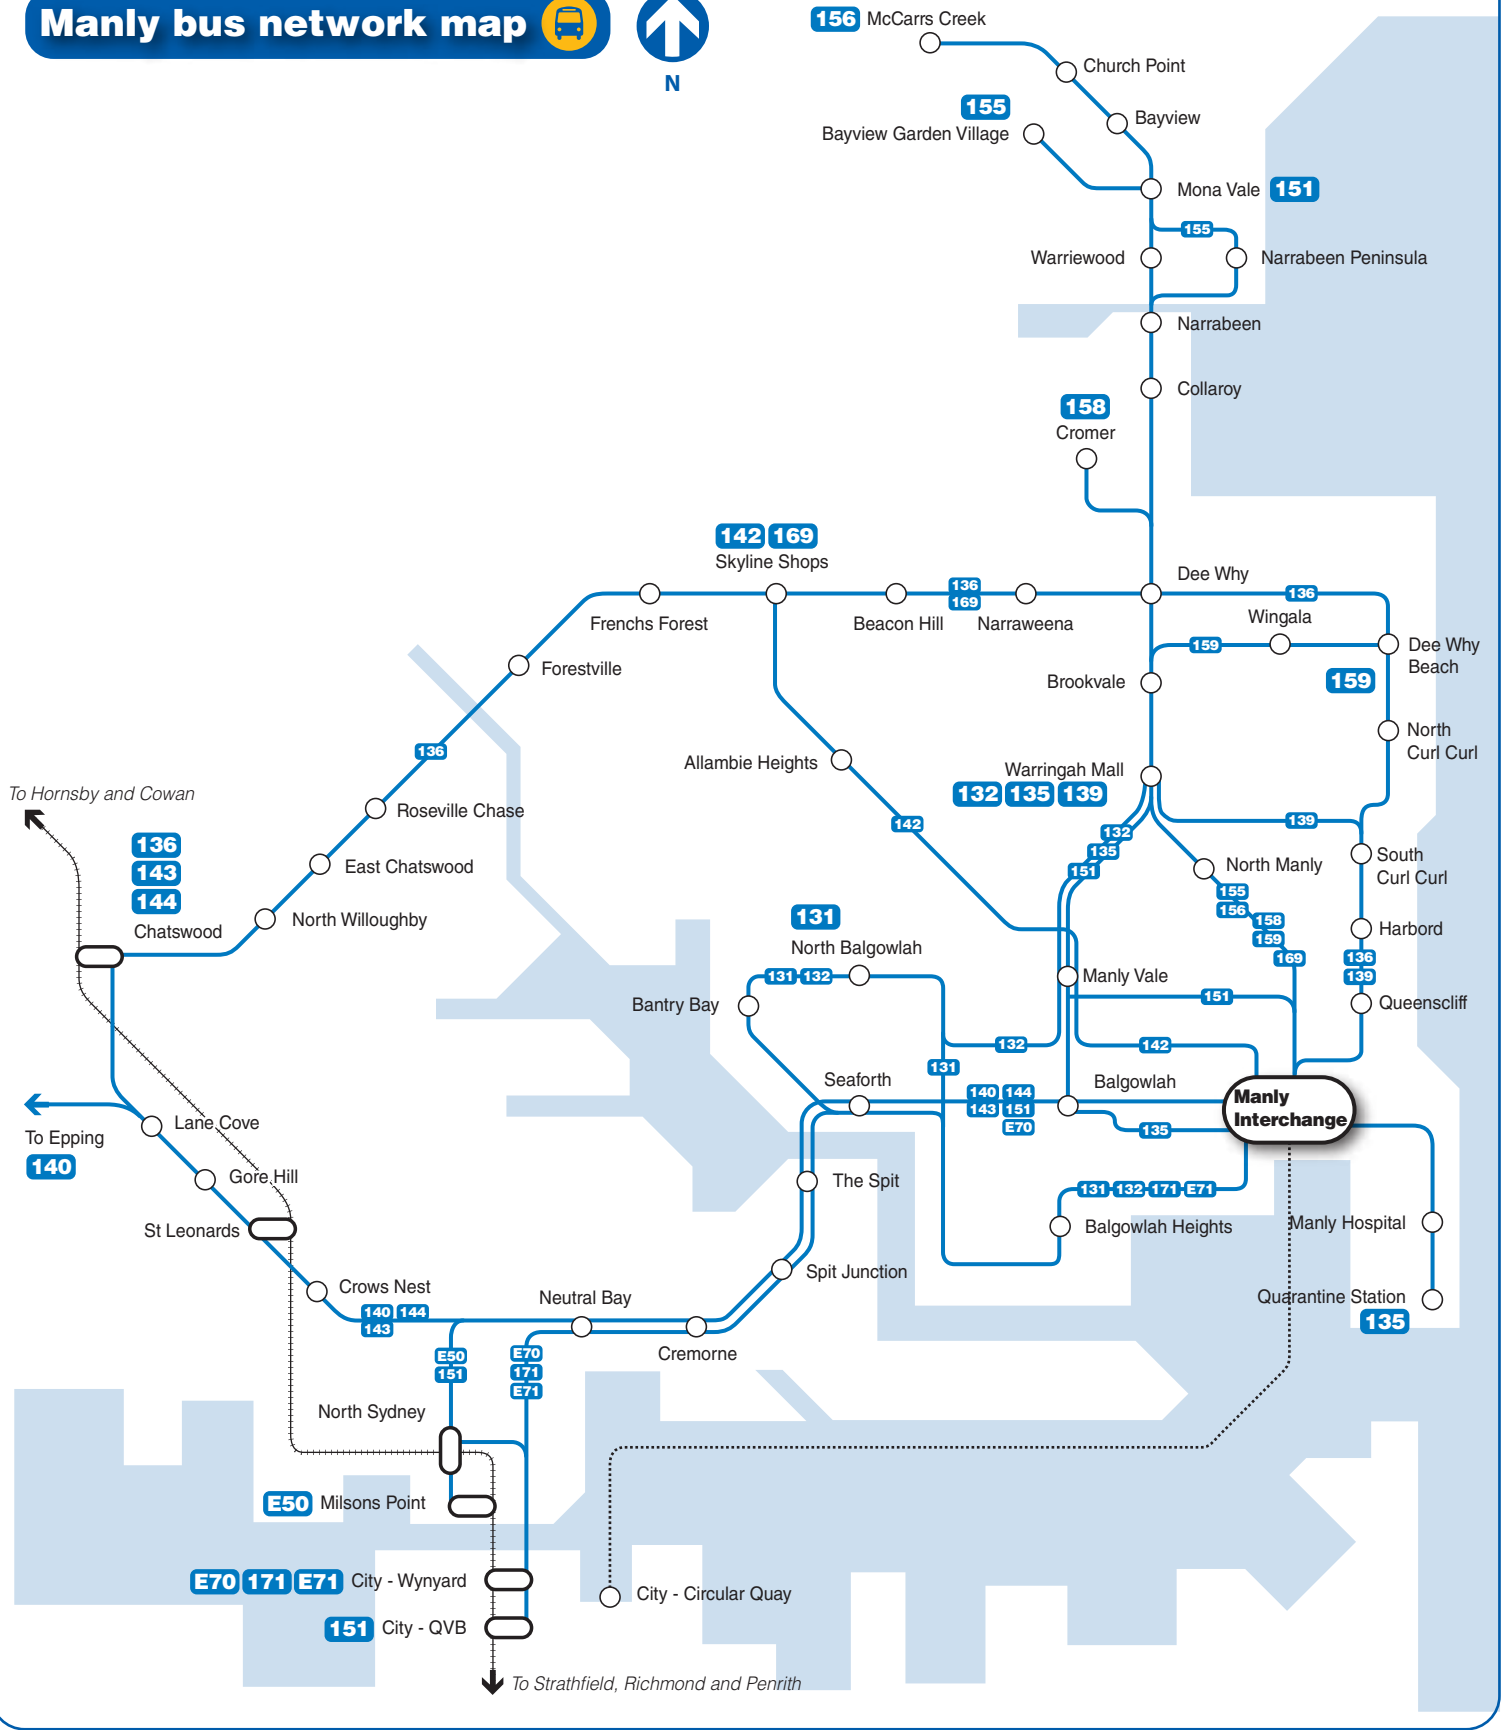 Manly bus network map
N
156 McCarrs Creek
Church Point
155
Bayview
Bayview Garden Village
Mona Vale 151
155
Warriewood
Narrabeen Peninsula
Narrabeen
Collaroy
158
Cromer
142 169
Skyline Shops
Dee Why
136
169
136
Frenchs Forest
Beacon Hill
Narraweena
Wingala
159
Dee Why
Beach
Forestville
Brookvale
159
North
Curl Curl
136
Allambie Heights
Warringah Mall
132 135 139
To Hornsby and Cowan
Roseville Chase
142
132
139
136
143
144
Chatswood
East Chatswood
135
151
North Manly
South
Curl Curl
155
156
158
159
169
North Willoughby
131
North Balgowlah
Harbord
136
139
131 132
Manly Vale
Bantry Bay
151
Queenscliff
132
142
131
Seaforth
140 144
143 151
E70
Balgowlah
Manly
Interchange
Lane Cove
To Epping
140
135
Gore Hill
The Spit
131 132 171 E71
St Leonards
Balgowlah Heights
Manly Hospital
Spit Junction
Crows Nest
Neutral Bay
Quarantine Station
135
140 144
143
E50
151
E70
171
E71
Cremorne
North Sydney
E50 Milsons Point
E70 171 E71 City - Wynyard
City - Circular Quay
151 City - QVB
To Strathfield, Richmond and Penrith